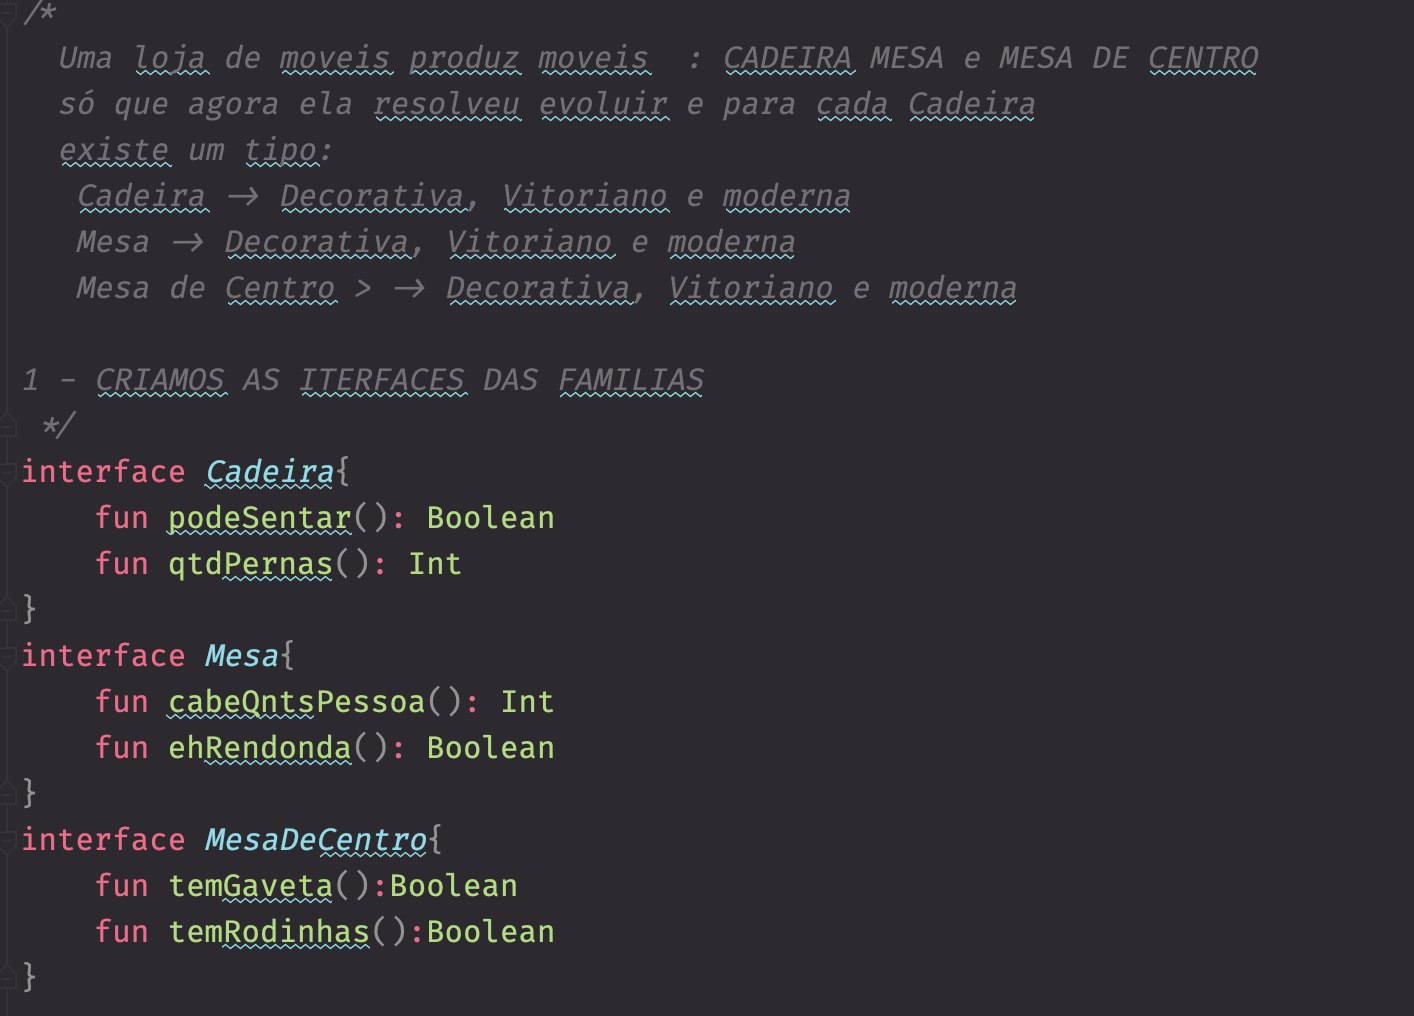 /*
Uma loja de moveis produz moveis : CADEIRA MESA e MESA DE CENTRO
só que agora ela resolveu evoluir e para cada Cadeira
existe um tipo:
Cadeira -> Decorativa, Vitoriano e moderna
Mesa -> Decorativa, Vitoriano e moderna
Mesa de Centro > -> Decorativa, Vitoriano e moderna
1 - CRIAMOS AS ITERFACES DAS FAMILIAS
*/
interface Cadeira{
fun podeSentar(): Boolean
fun qtdPernas(): Int
}
interface Mesa{
fun cabeQntsPessoa(): Int
fun ehRendonda(): Boolean
}
interface MesaDeCentro{
fun temGaveta():Boolean
fun temRodinhas():Boolean
}